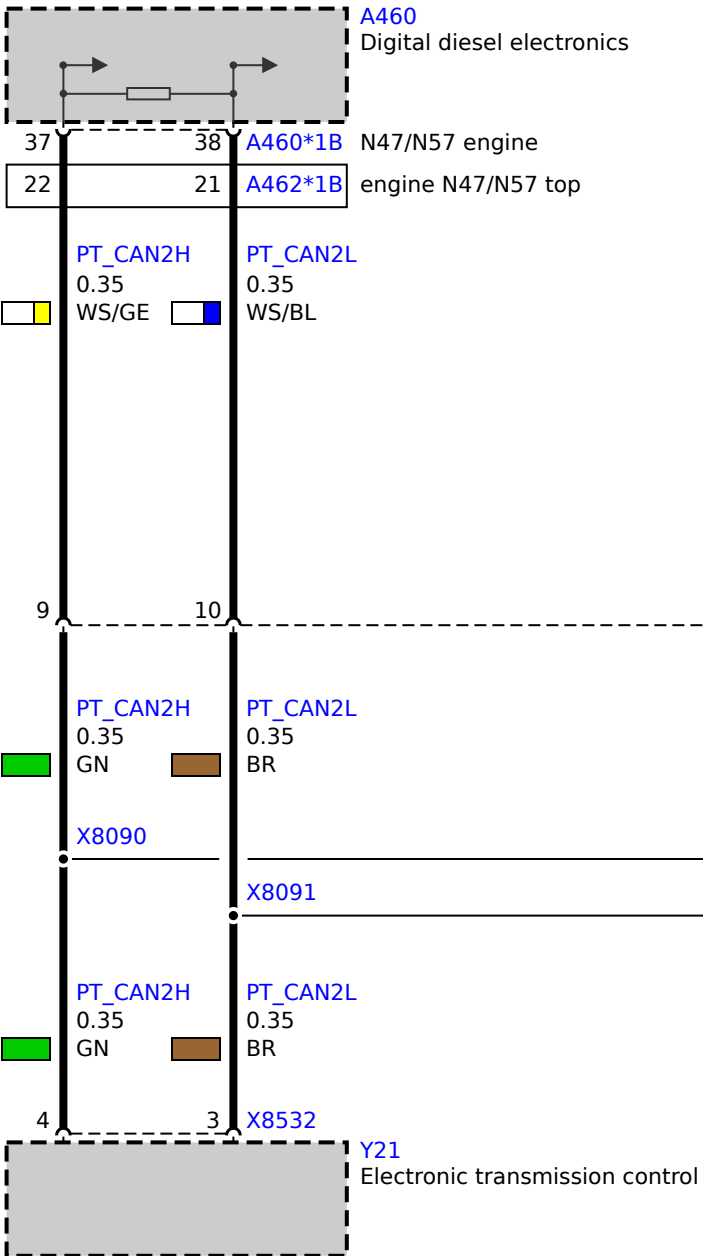 A460
Digital diesel electronics
37 38 A460*1B N47/N57 engine
22 21 A462*1B engine N47/N57 top
PT_CAN2H PT_CAN2L
0.35 0.35
WS/GE WS/BL
9 10
PT_CAN2H PT_CAN2L
0.35 0.35
GN BR
X8090
X8091
PT_CAN2H PT_CAN2L
0.35 0.35
GN BR
4 3 X8532
Y21
Electronic transmission control